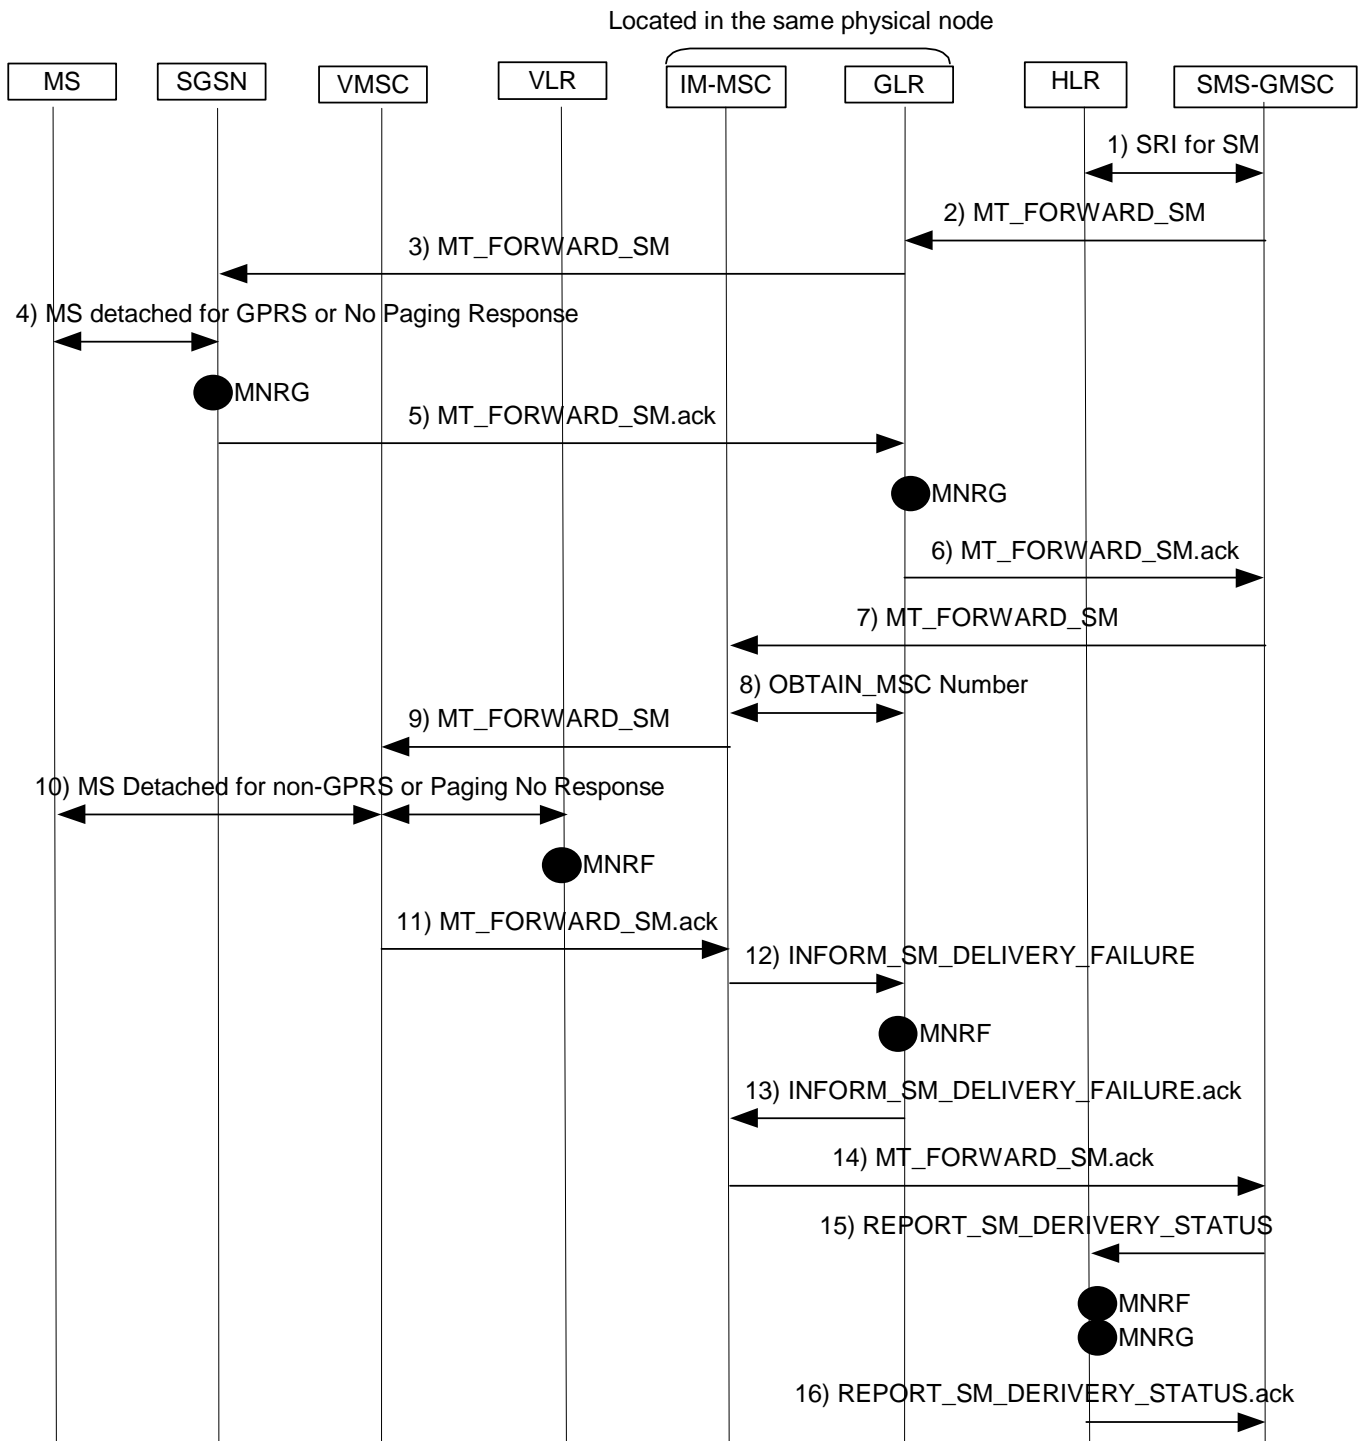 Located in the same physical node
MS
SGSN
VMSC
VLR
IM-MSC
GLR
HLR
SMS-GMSC
1) SRI for SM
2) MT_FORWARD_SM
3) MT_FORWARD_SM
4) MS detached for GPRS or No Paging Response
MNRG
5) MT_FORWARD_SM.ack
MNRG
6) MT_FORWARD_SM.ack
7) MT_FORWARD_SM
8) OBTAIN_MSC Number
9) MT_FORWARD_SM
10) MS Detached for non-GPRS or Paging No Response
MNRF
11) MT_FORWARD_SM.ack
12) INFORM_SM_DELIVERY_FAILURE
MNRF
13) INFORM_SM_DELIVERY_FAILURE.ack
14) MT_FORWARD_SM.ack
15) REPORT_SM_DERIVERY_STATUS
MNRF
MNRG
16) REPORT_SM_DERIVERY_STATUS.ack